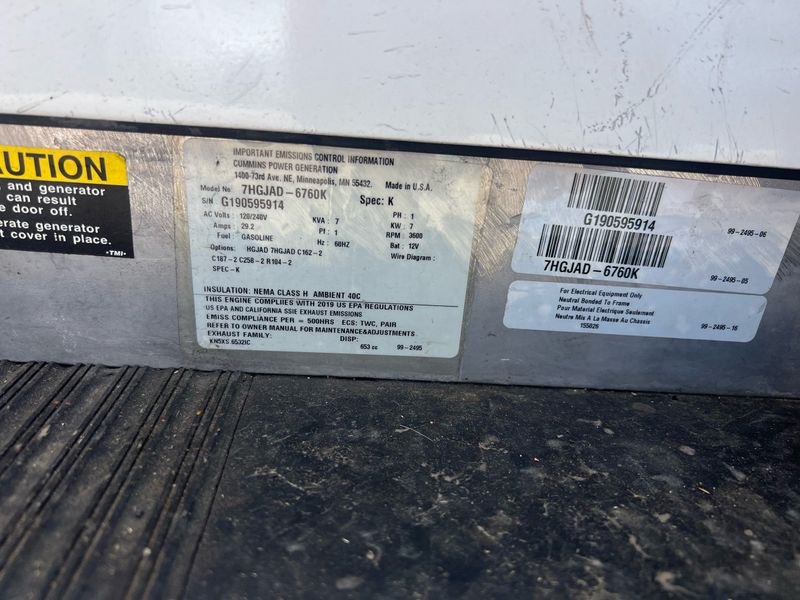 AUTION
and generator
can result
e door off.
erate generator
t cover in place.
•TMI•
IMPORTANT EMISSIONS CONTROL INFORMATION
CUMMINS POWER GENERATION
1400-73rd Ave. NE, Minneapolis, MN 55432. Made in U.S.A.
Model No 7HGJAD-6760K Spec: K
S/N G190595914
AC Volts : 120/240V KVA : 7 PH : 1
Amps : 29.2 Pf : 1 KW : 7
Fuel : GASOLINE Hz : 60HZ RPM : 3600
Bat : 12V
Options: HGJAD 7HGJAD C162-2 Wire Diagram :
C187-2 C258-2 R104-2
SPEC-K
INSULATION: NEMA CLASS H AMBIENT 40C
THIS ENGINE COMPLIES WITH 2019 US EPA REGULATIONS
US EPA AND CALIFORNIA SSIE EXHAUST EMISSIONS
EMISS COMPLIANCE PER = 500HRS ECS: TWC, PAIR
REFER TO OWNER MANUAL FOR MAINTENANCE&ADJUSTMENTS.
EXHAUST FAMILY: DISP:
KN5XS.6532IC 653 cc 99-2495
G190595914
99-2495-06
7HGJAD-6760K
99-2495-05
For Electrical Equipment Only
Neutral Bonded To Frame
Pour Material Electrique Seulement
Neutre Mis A La Masse Au Chassis
155026 99-2495-16